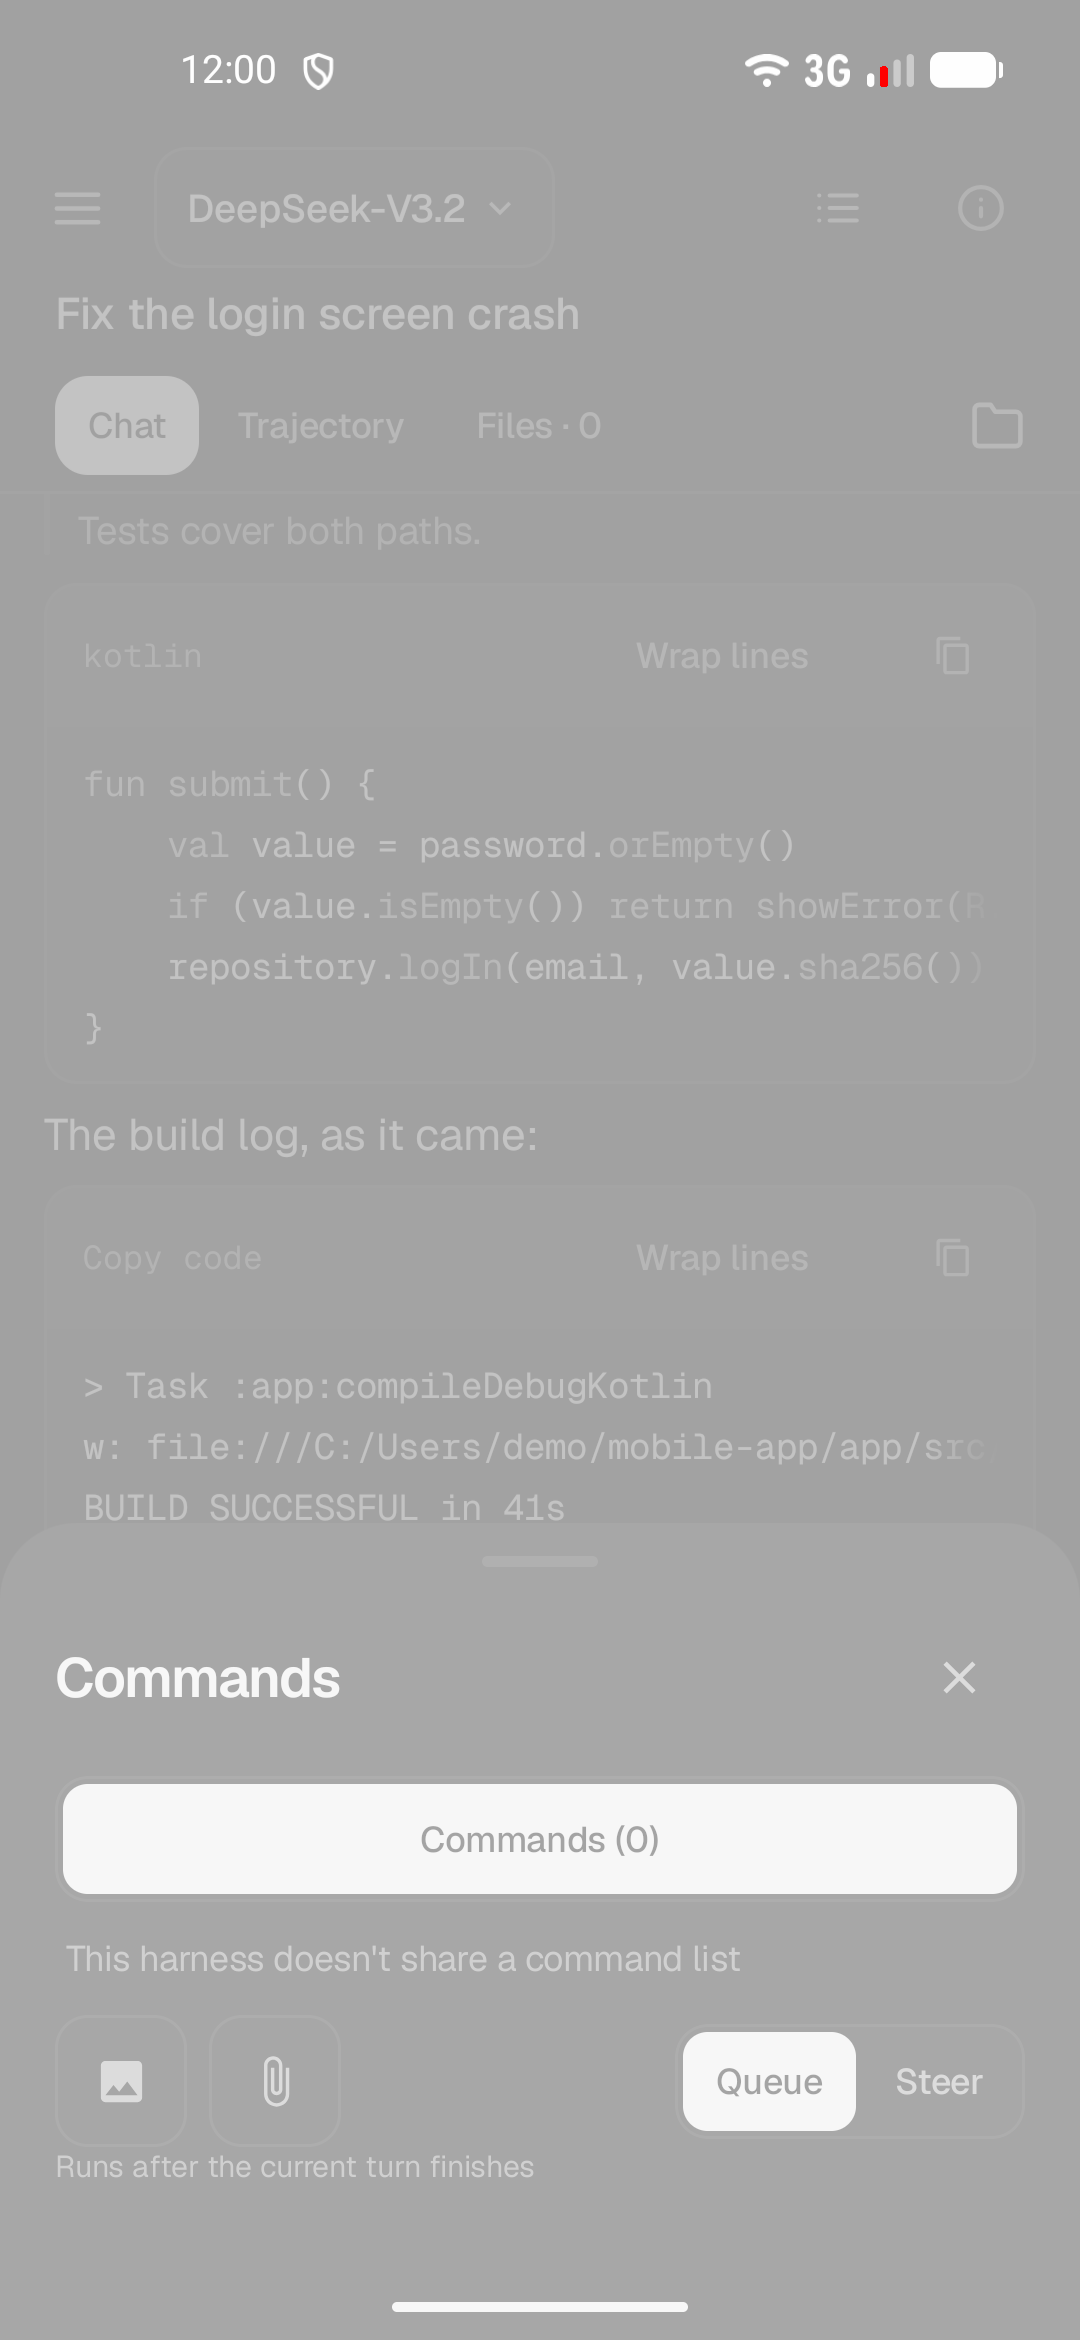 12:00
3G
DeepSeek-V3.2
Fix the login screen crash
Chat
Trajectory
Files · 0
Tests cover both paths.
kotlin
Wrap lines
fun submit() {
    val value = password.orEmpty()
    if (value.isEmpty()) return showError(R
    repository.logIn(email, value.sha256())
}
The build log, as it came:
Copy code
Wrap lines
> Task :app:compileDebugKotlin
w: file:///C:/Users/demo/mobile-app/app/src
BUILD SUCCESSFUL in 41s
Commands
Commands (0)
This harness doesn't share a command list
Queue
Steer
Runs after the current turn finishes